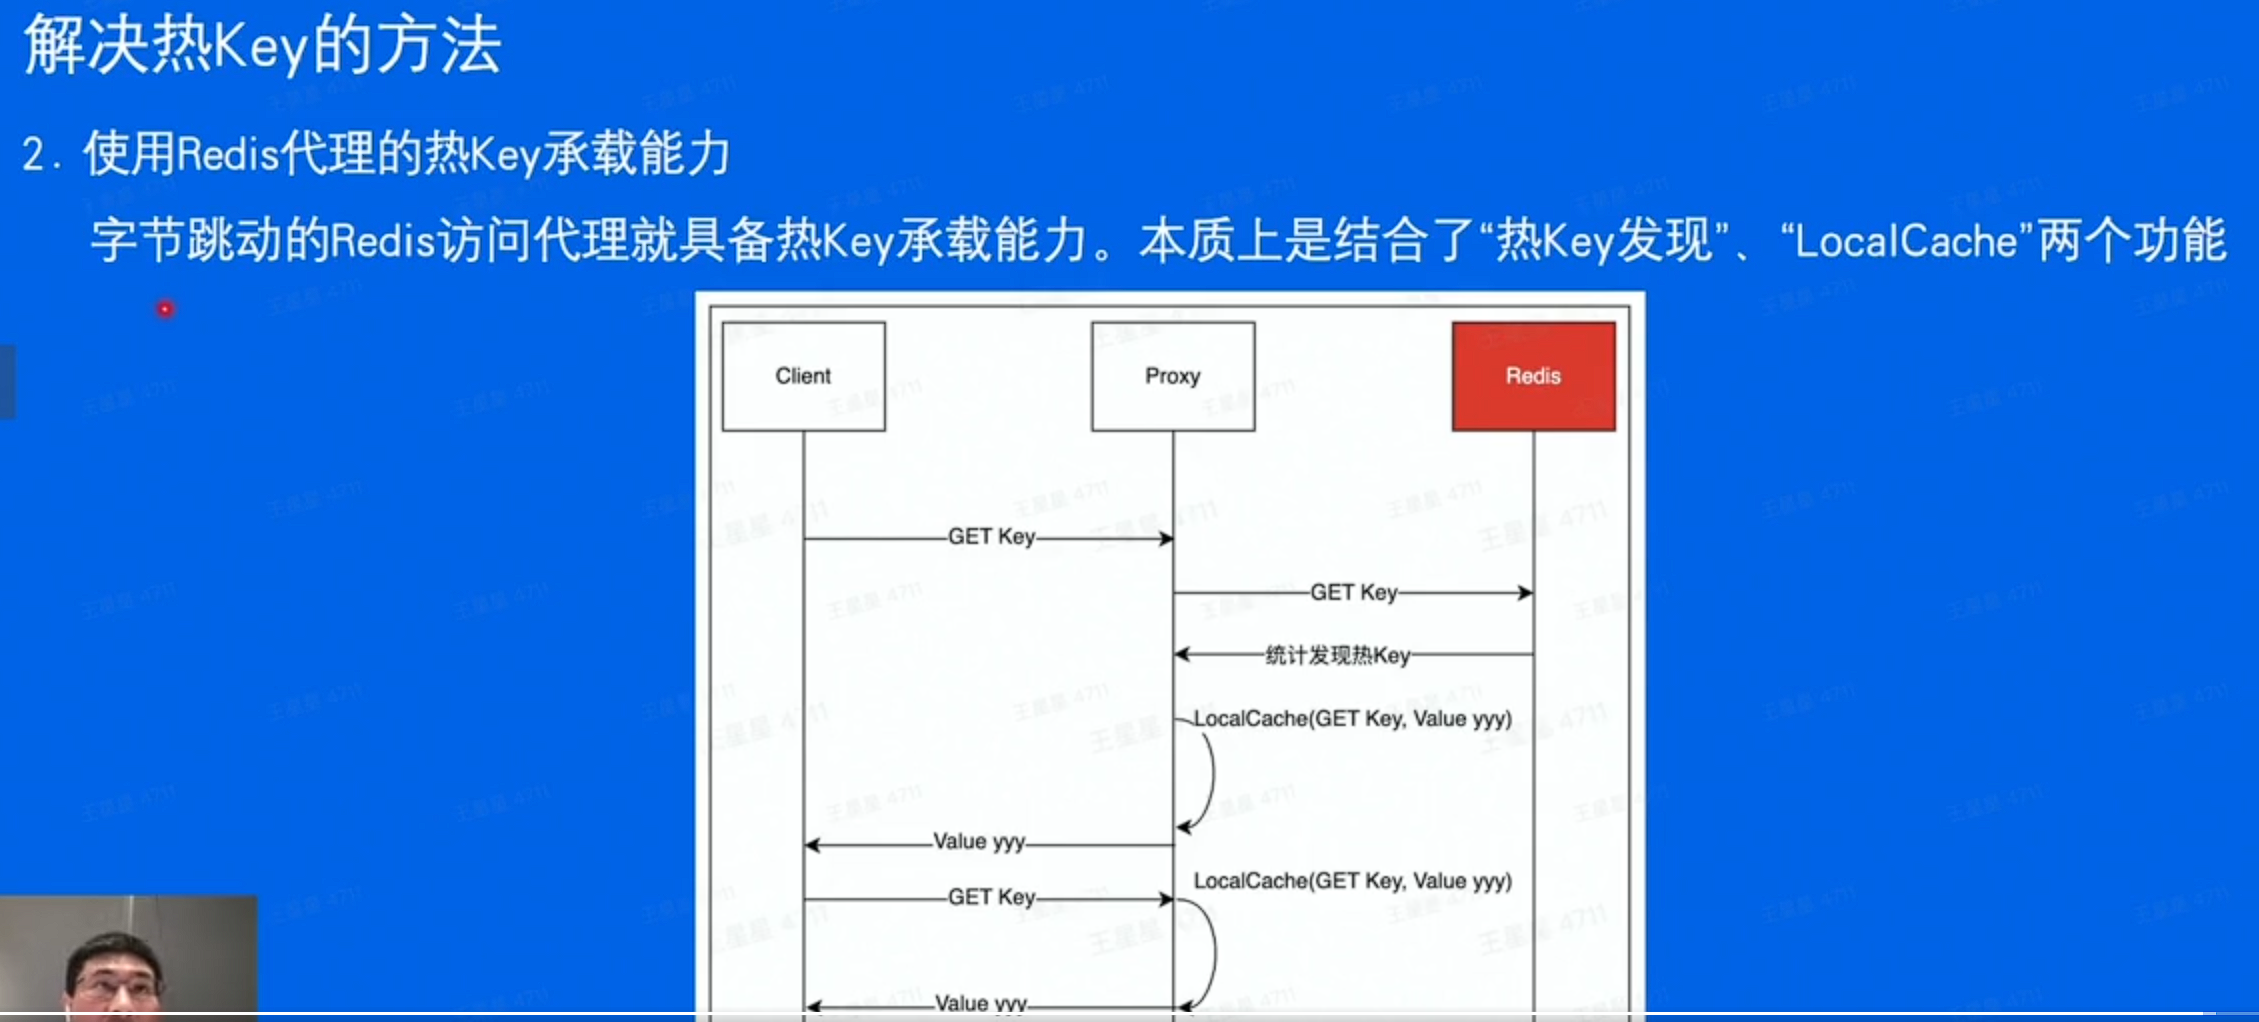 解决热Key的方法
2. 使用Redis代理的热Key承载能力
字节跳动的Redis访问代理就具备热Key承载能力。本质上是结合了“热Key发现”、“LocalCache”两个功能
Client
Proxy
Redis
GET Key
GET Key
统计发现热Key
LocalCache(GET Key, Value yyy)
Value yyy
LocalCache(GET Key, Value yyy)
GET Key
Value yyy
王星星 4711